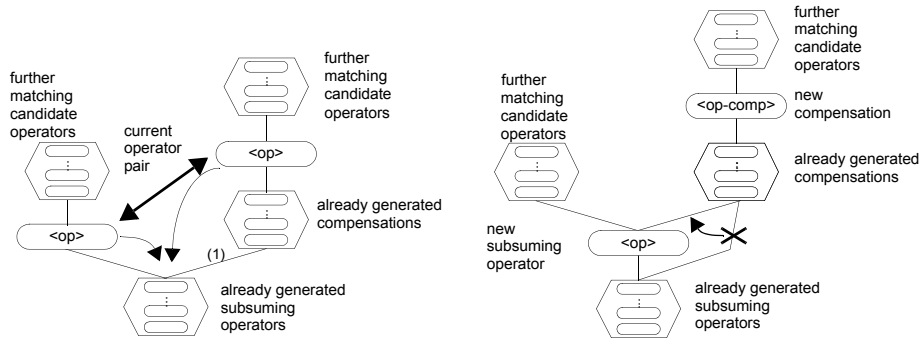 further
matching
candidate
operators
further
matching
candidate
operators
current
operator
pair
<op>
<op>
already generated
compensations
(1)
already generated
subsuming
operators
further
matching
candidate
operators
further
matching
candidate
operators
<op-comp>
new
compensation
already generated
compensations
new
subsuming
operator
<op>
already generated
subsuming
operators